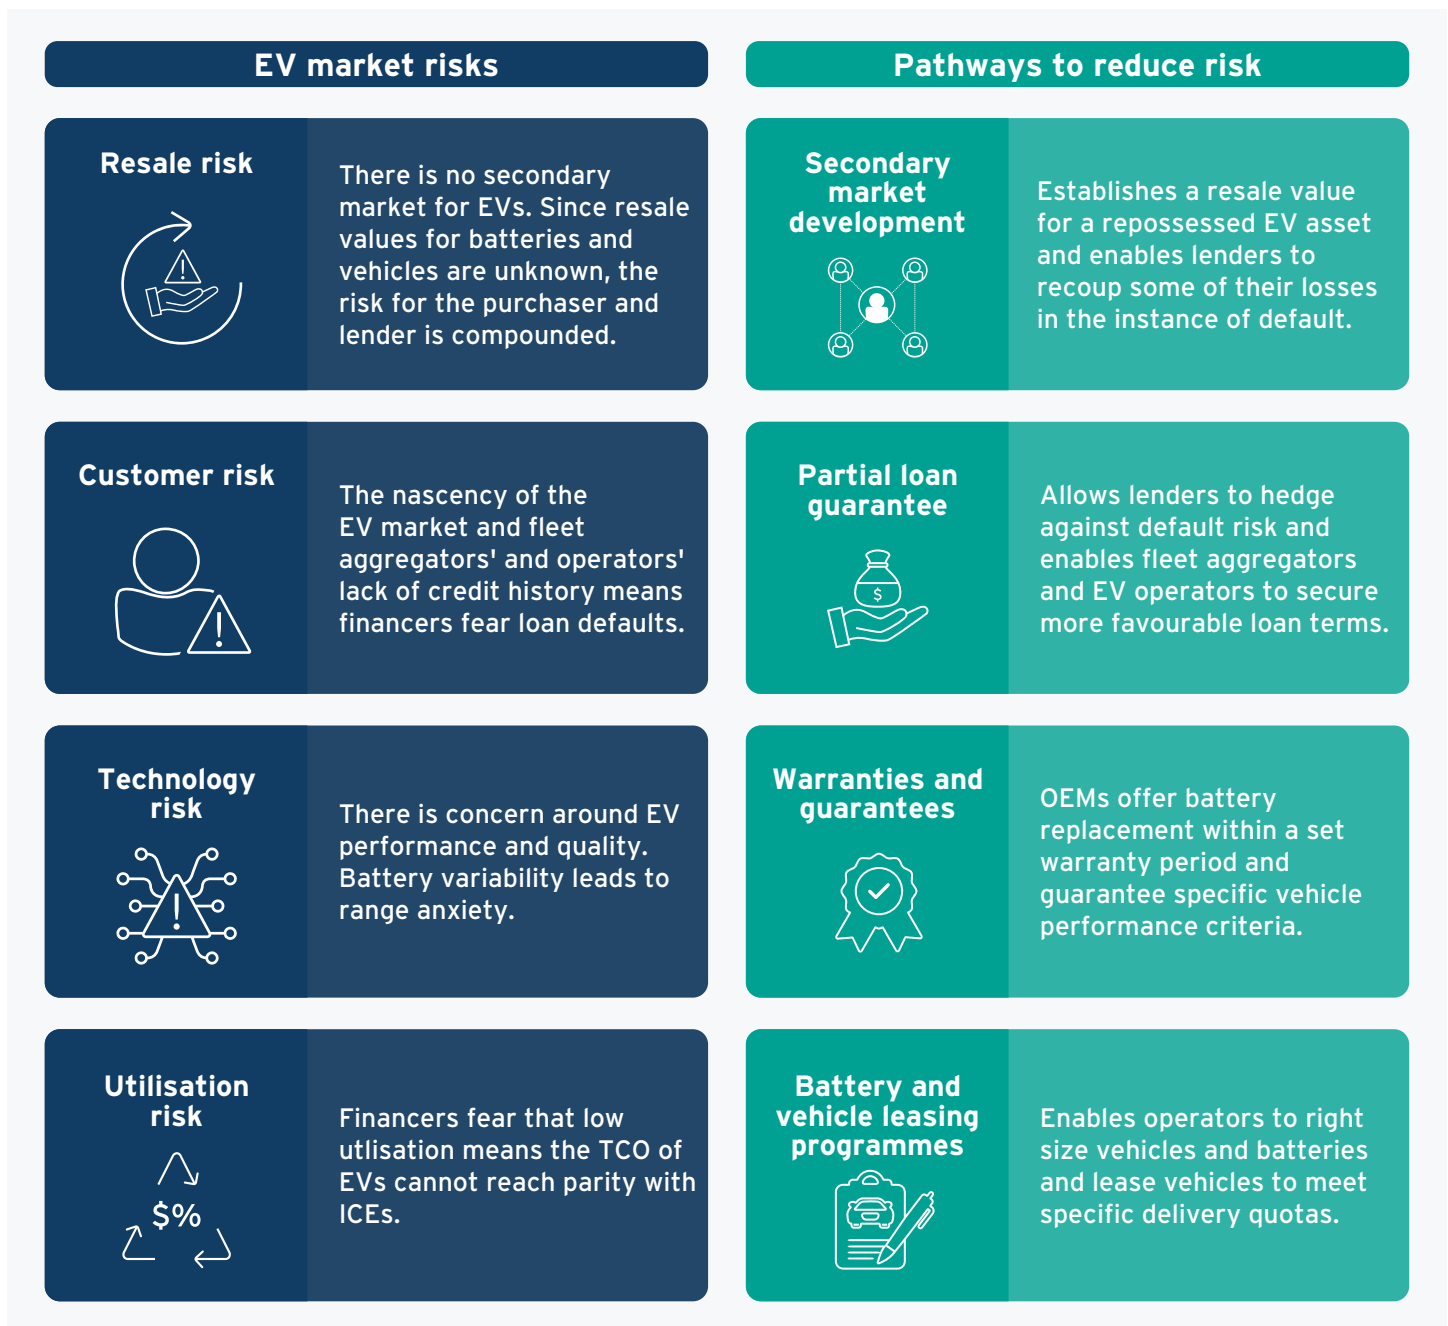 EV market risks
Pathways to reduce risk
Resale risk
There is no secondary
market for EVs. Since resale
values for batteries and
vehicles are unknown, the
risk for the purchaser and
lender is compounded.
Secondary
market
development
Establishes a resale value
for a repossessed EV asset
and enables lenders to
recoup some of their losses
in the instance of default.
Customer risk
The nascency of the
EV market and fleet
aggregators' and operators'
lack of credit history means
financers fear loan defaults.
Partial loan
guarantee
$
Allows lenders to hedge
against default risk and
enables fleet aggregators
and EV operators to secure
more favourable loan terms.
Technology
risk
There is concern around EV
performance and quality.
Battery variability leads to
range anxiety.
Warranties and
guarantees
OEMs offer battery
replacement within a set
warranty period and
guarantee specific vehicle
performance criteria.
Utilisation
risk
$%
Financers fear that low
utlisation means the TCO of
EVs cannot reach parity with
ICEs.
Battery and
vehicle leasing
programmes
Enables operators to right
size vehicles and batteries
and lease vehicles to meet
specific delivery quotas.